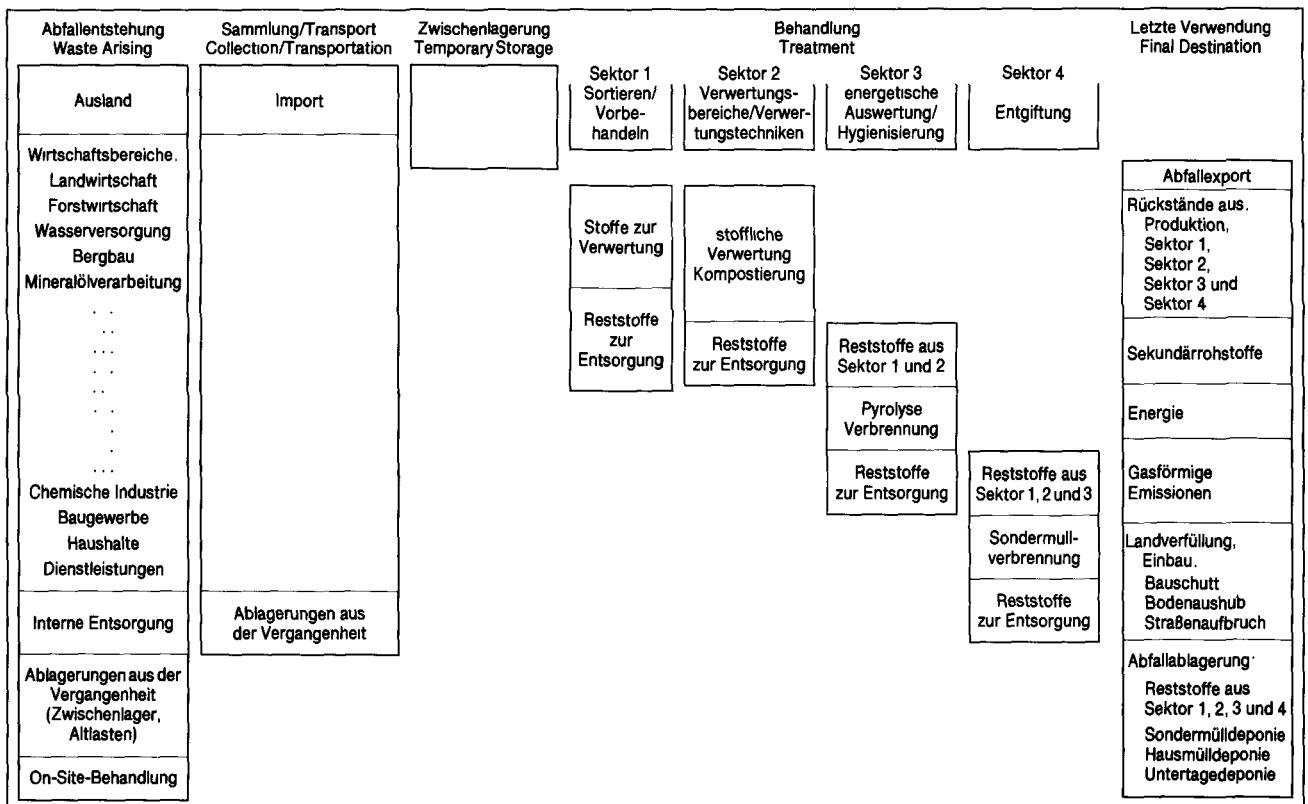 Abfallentstehung
Waste Arising
Ausland
Wirtschaftsbereiche.
Landwirtschaft
Forstwirtschaft
Wasserversorgung
Bergbau
Mineralölverarbeitung
. .
. .
. . .
. . .
. .
.
. .
.
. . .
Chemische Industrie
Baugewerbe
Haushalte
Dienstleistungen
Interne Entsorgung
Ablagerungen aus der
Vergangenheit
(Zwischenlager,
Altlasten)
On-Site-Behandlung
Sammlung/Transport
Collection/Transportation
Import
Ablagerungen aus
der Vergangenheit
Zwischenlagerung
Temporary Storage
Behandlung
Treatment
Sektor 1
Sortieren/
Vorbe-
handeln
Stoffe zur
Verwertung
Reststoffe
zur
Entsorgung
Sektor 2
Verwertungs-
bereiche/Verwer-
tungstechniken
stoffliche
Verwertung
Kompostierung
Reststoffe
zur Entsorgung
Sektor 3
energetische
Auswertung/
Hygienisierung
Reststoffe aus
Sektor 1 und 2
Pyrolyse
Verbrennung
Reststoffe
zur Entsorgung
Sektor 4
Entgiftung
Reststoffe aus
Sektor 1, 2 und 3
Sondermull-
verbrennung
Reststoffe
zur Entsorgung
Letzte Verwendung
Final Destination
Abfallexport
Rückstände aus.
Produktion,
Sektor 1,
Sektor 2,
Sektor 3 und
Sektor 4
Sekundärrohstoffe
Energie
Gasförmige
Emissionen
Landverfüllung,
Einbau.
Bauschutt
Bodenaushub
Straßenaufbruch
Abfallablagerung·
Reststoffe aus
Sektor 1, 2, 3 und 4
Sondermülldeponie
Hausmülldeponie
Untertagedeponie